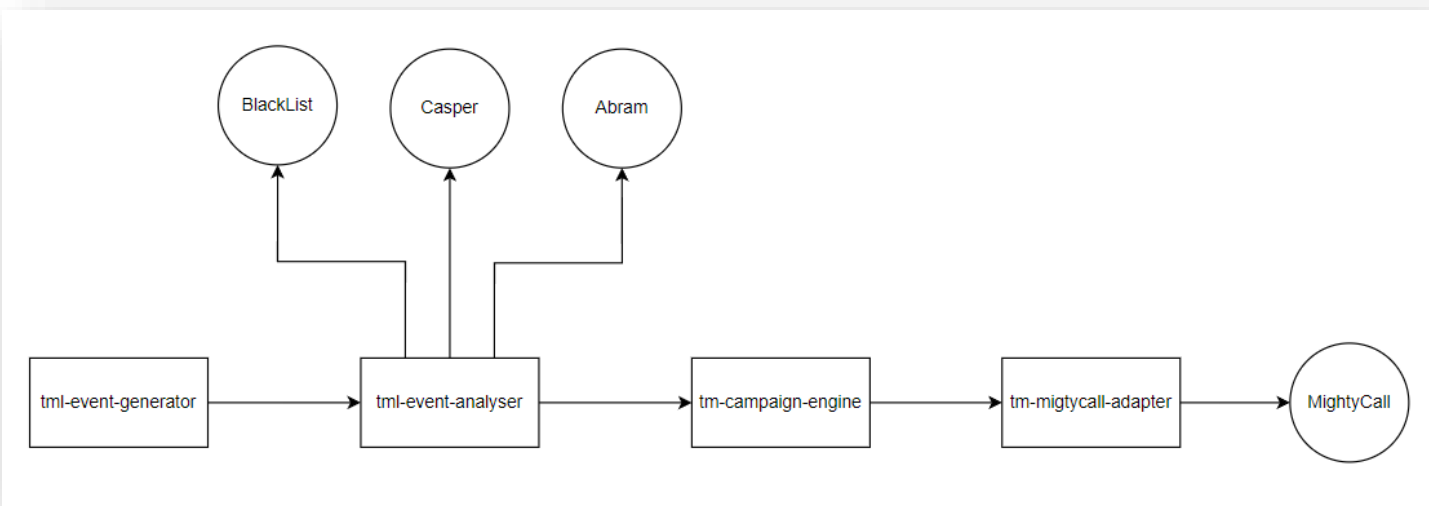 BlackList
Casper
Abram
tml-event-generator
tml-event-analyser
tm-campaign-engine
tm-migtycall-adapter
MightyCall